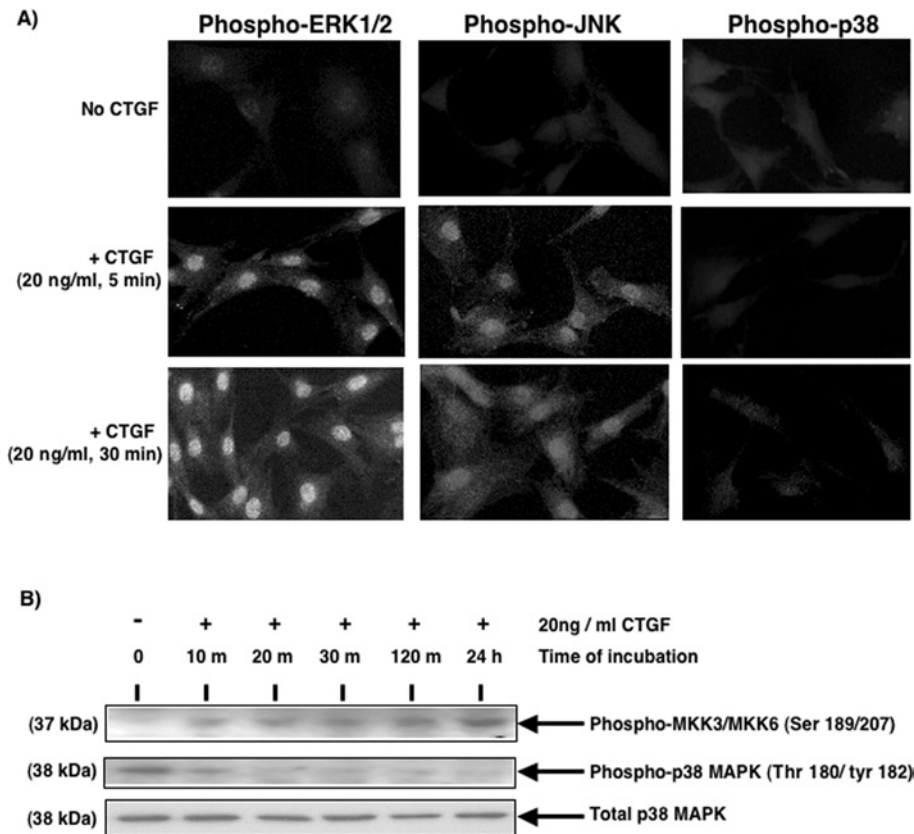 A)
Phospho-ERK1/2 Phospho-JNK Phospho-p38
No CTGF
+ CTGF
(20 ng/ml, 5 min)
+ CTGF
(20 ng/ml, 30 min)
B)
- + + + + + 20ng / ml CTGF
0 10 m 20 m 30 m 120 m 24 h Time of incubation
(37 kDa) Phospho-MKK3/MKK6 (Ser 189/207)
(38 kDa) Phospho-p38 MAPK (Thr 180/ tyr 182)
(38 kDa) Total p38 MAPK